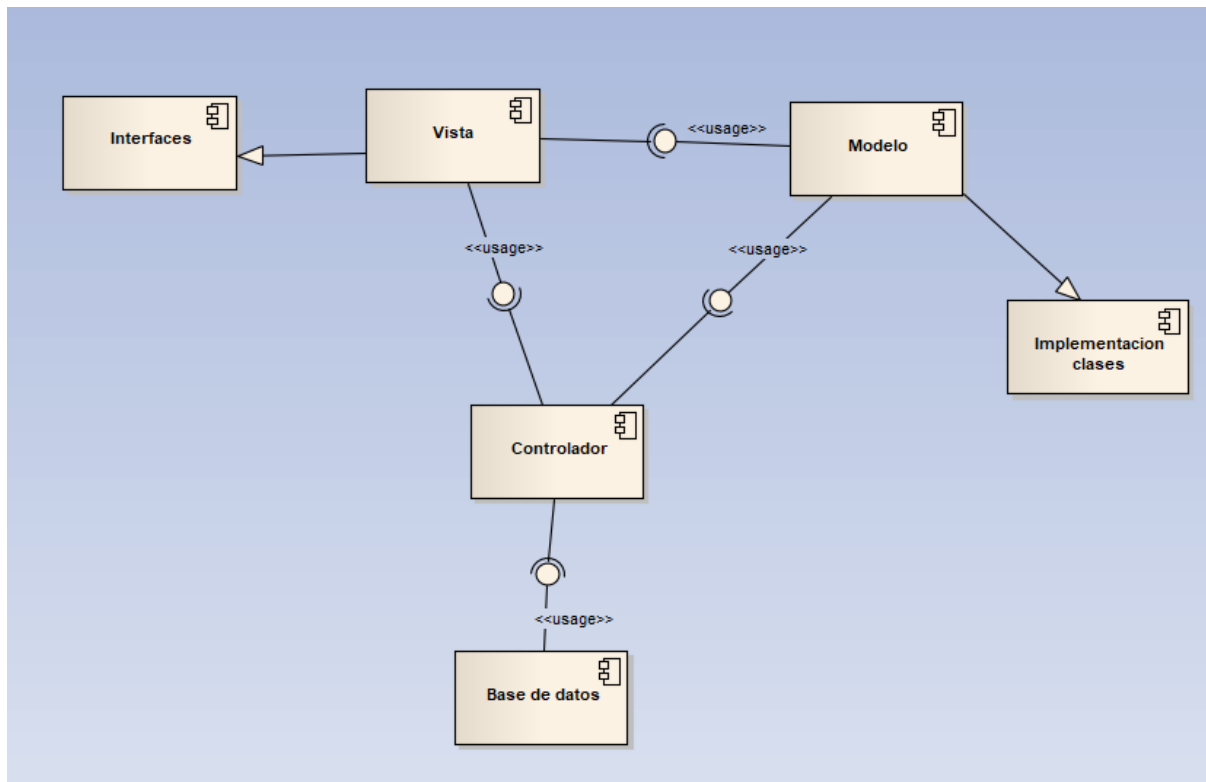 Interfaces
Vista
<<usage>>
Modelo
<<usage>>
<<usage>>
Implementacion
clases
Controlador
<<usage>>
Base de datos